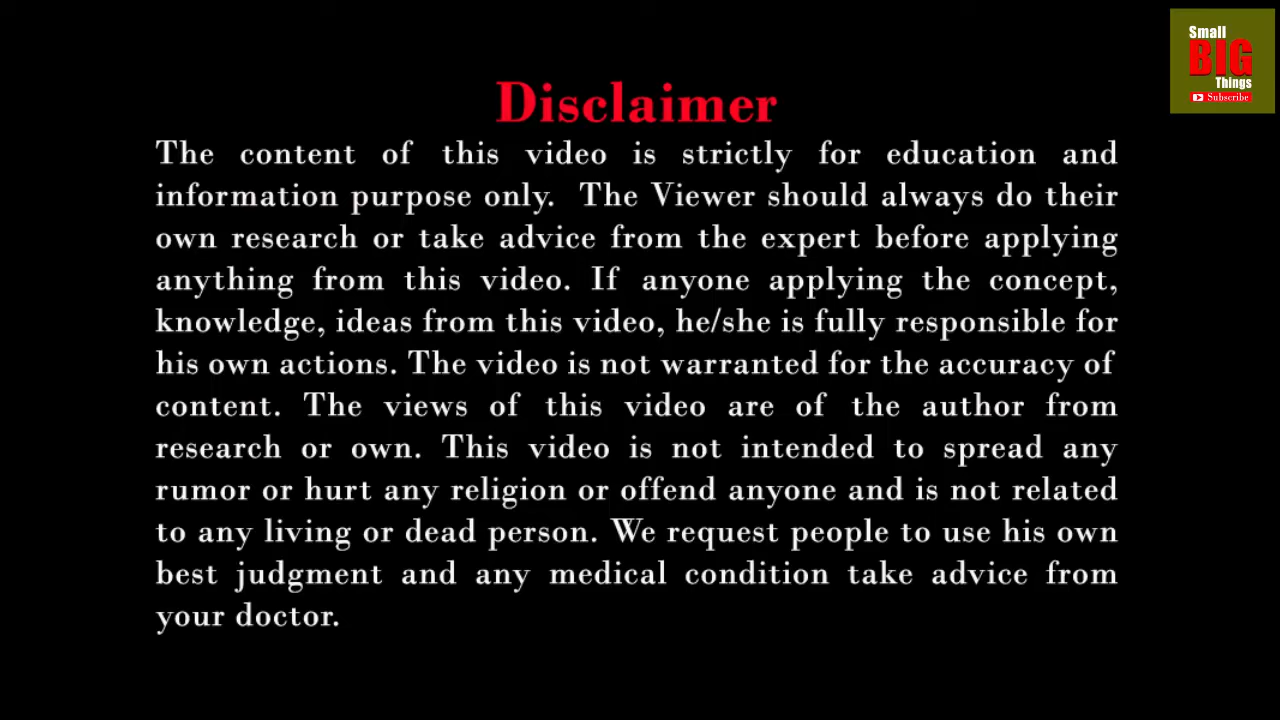 Small
BIG
Things
Subscribe
Disclaimer
The content of this video is strictly for education and
information purpose only. The Viewer should always do their
own research or take advice from the expert before applying
anything from this video. If anyone applying the concept,
knowledge, ideas from this video, he/she is fully responsible for
his own actions. The video is not warranted for the accuracy of
content. The views of this video are of the author from
research or own. This video is not intended to spread any
rumor or hurt any religion or offend anyone and is not related
to any living or dead person. We request people to use his own
best judgment and any medical condition take advice from
your doctor.